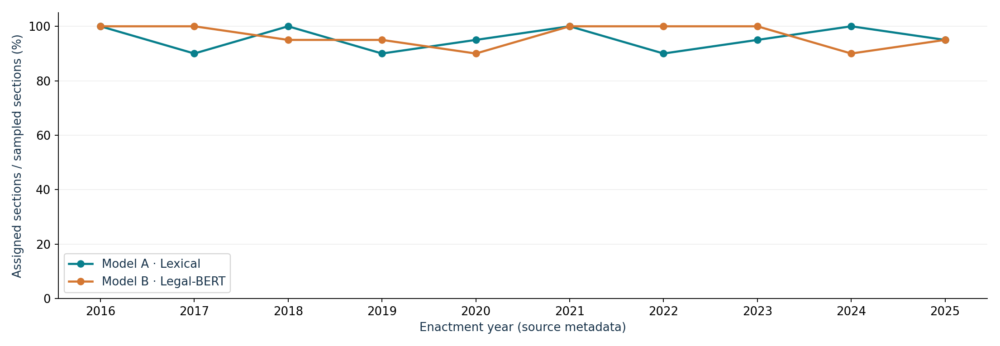 Assigned sections / sampled sections (%)
100
80
60
40
20
0
Model A · Lexical
Model B · Legal-BERT
2016 2017 2018 2019 2020 2021 2022 2023 2024 2025
Enactment year (source metadata)